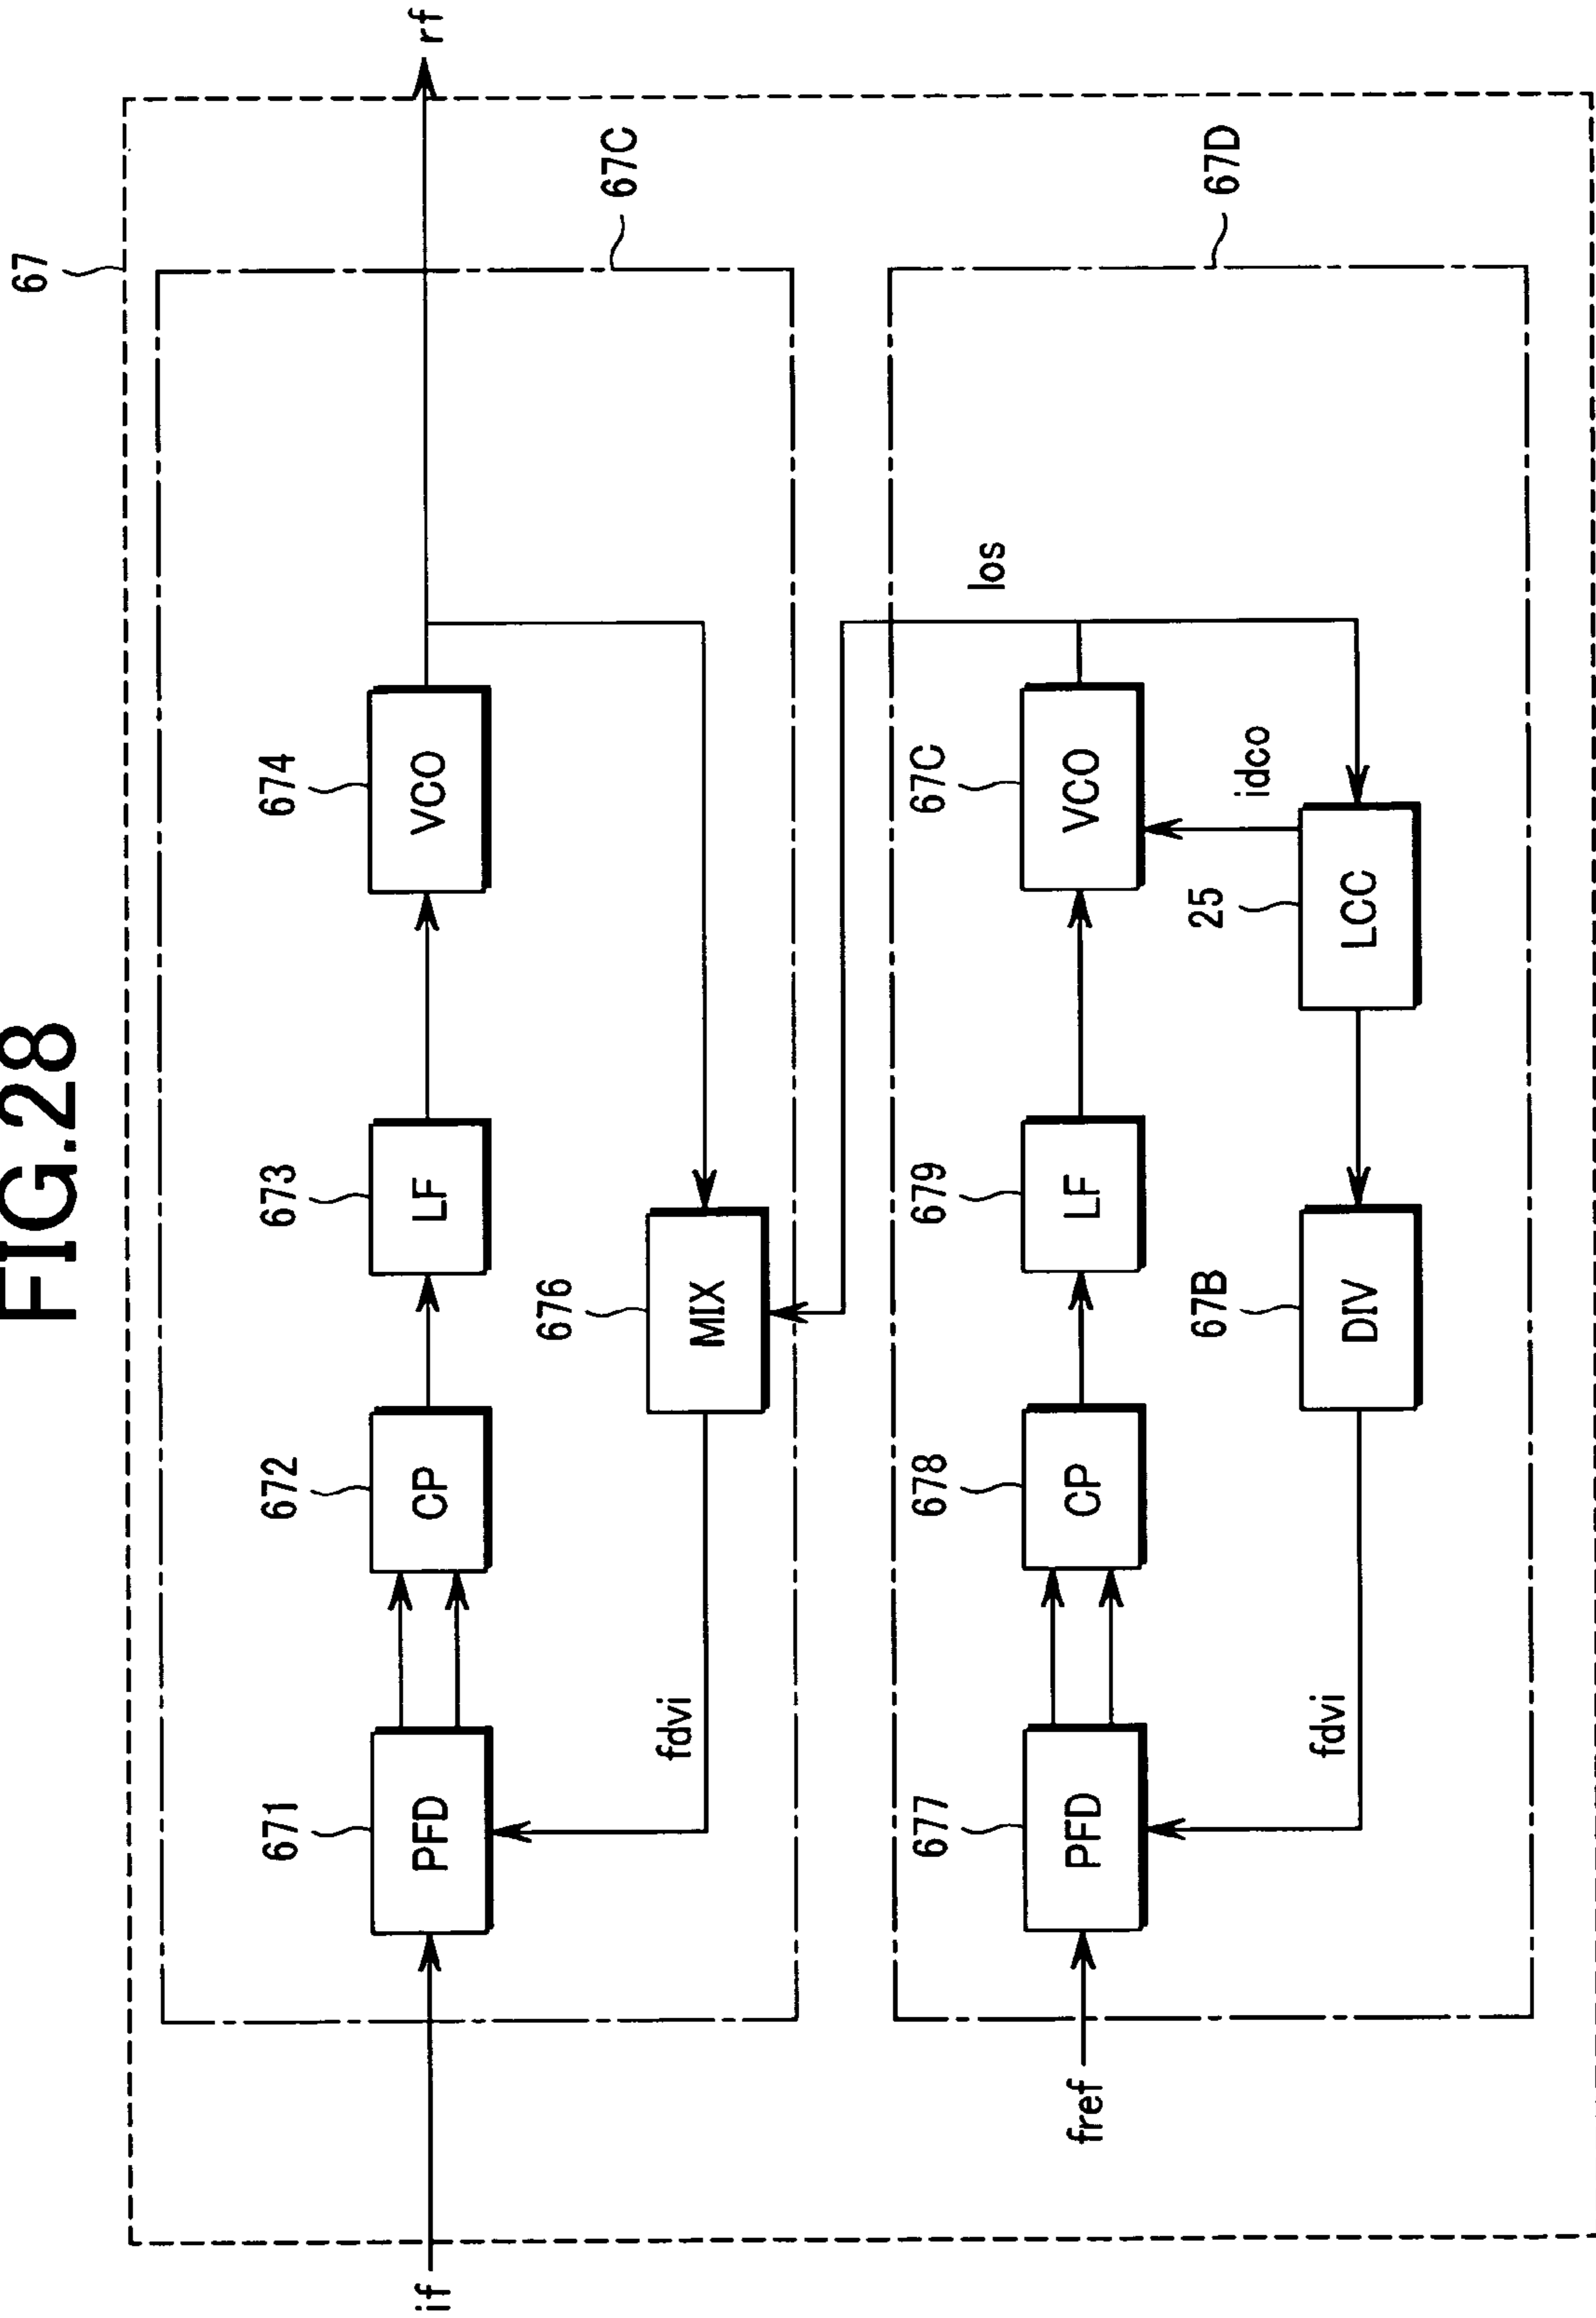 FIG.28
67
if
671
PFD
672
CP
673
LF
674
VCO
rf
67C
676
MIX
fdvi
los
fref
677
PFD
678
CP
679
LF
67C
VCO
67D
idco
25
LCC
67B
DIV
fdvi